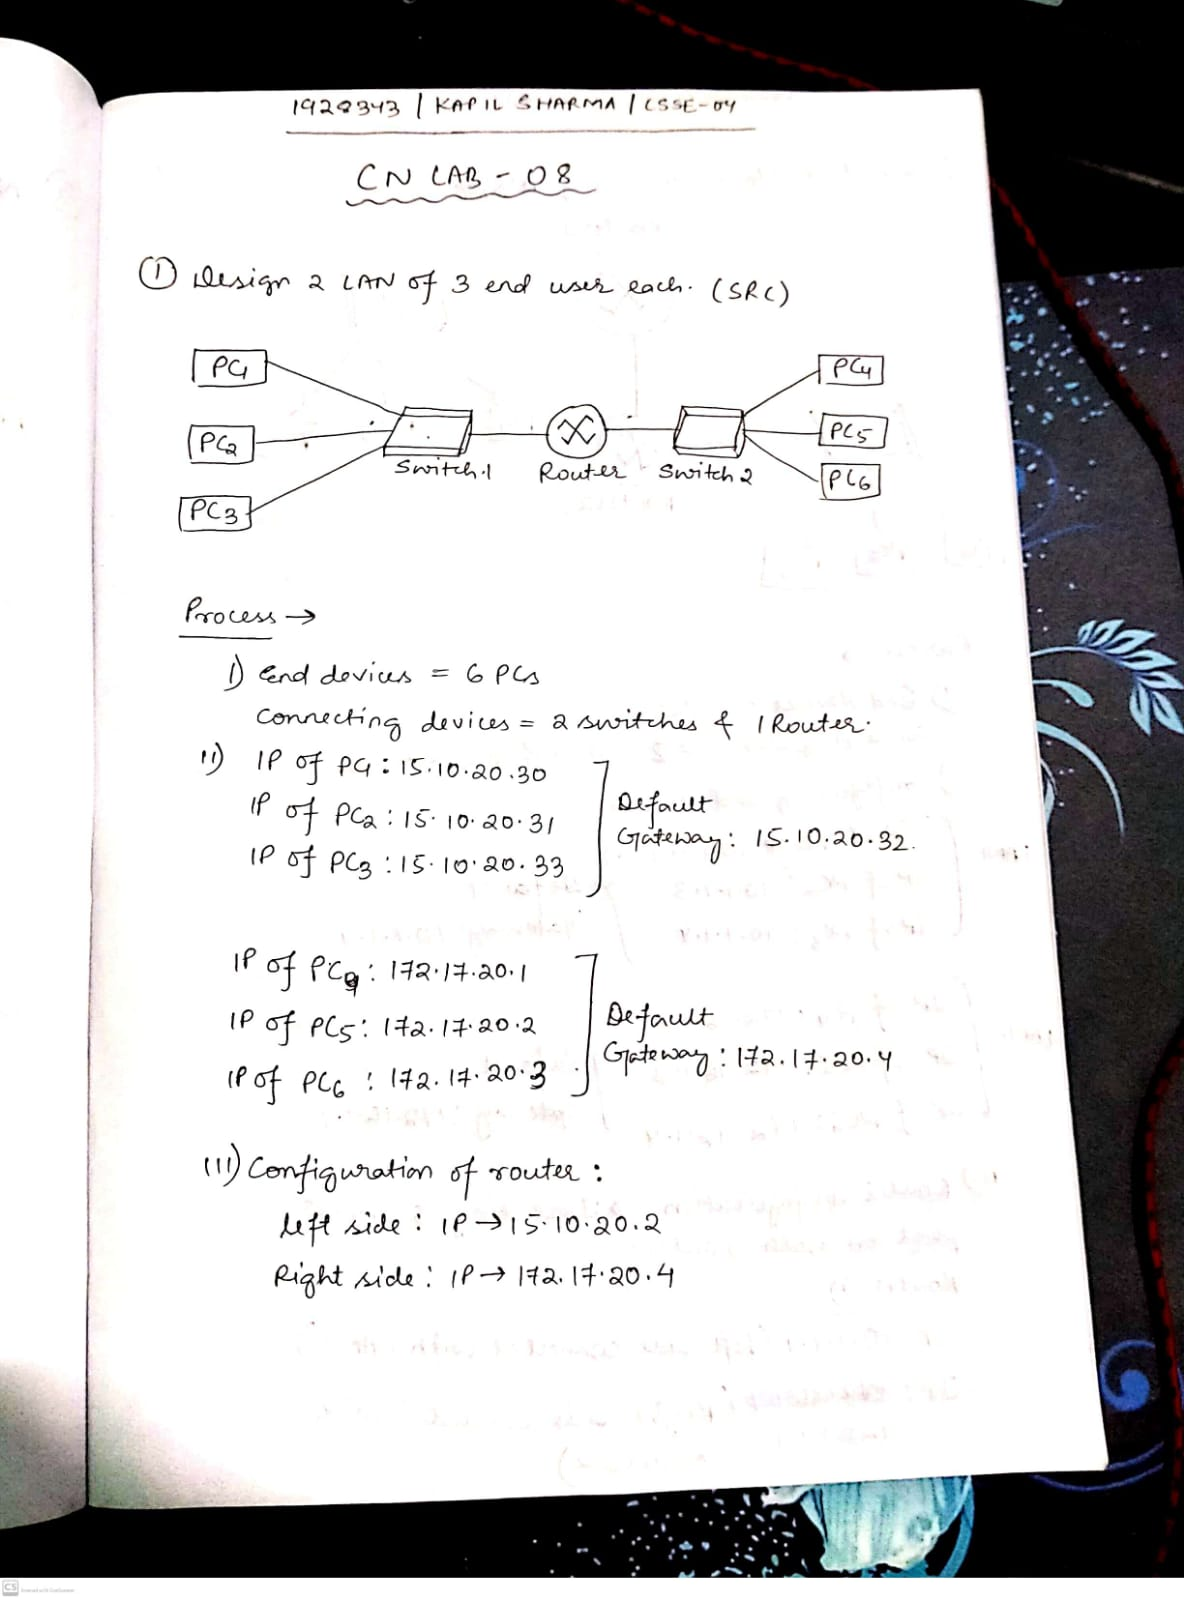 1928343 | KAPIL SHARMA | CSSE-04
CN LAB - 08
① Design 2 LAN of 3 end user each. (SRC)
PC1
PC4
PC2
PC5
Switch 1
Router
Switch 2
PC6
PC3
Process →
I) End devices = 6 PCs
Connecting devices = 2 switches & 1 Router.
II) IP of PC1 : 15.10.20.30
IP of PC2 : 15.10.20.31
IP of PC3 : 15.10.20.33
Default
Gateway : 15.10.20.32.
IP of PC4 : 172.17.20.1
IP of PC5 : 172.17.20.2
IP of PC6 : 172.17.20.3
Default
Gateway : 172.17.20.4
III) Configuration of router :
Left side : IP → 15.10.20.2
Right side : IP → 172.17.20.4
CS Scanned with CamScanner